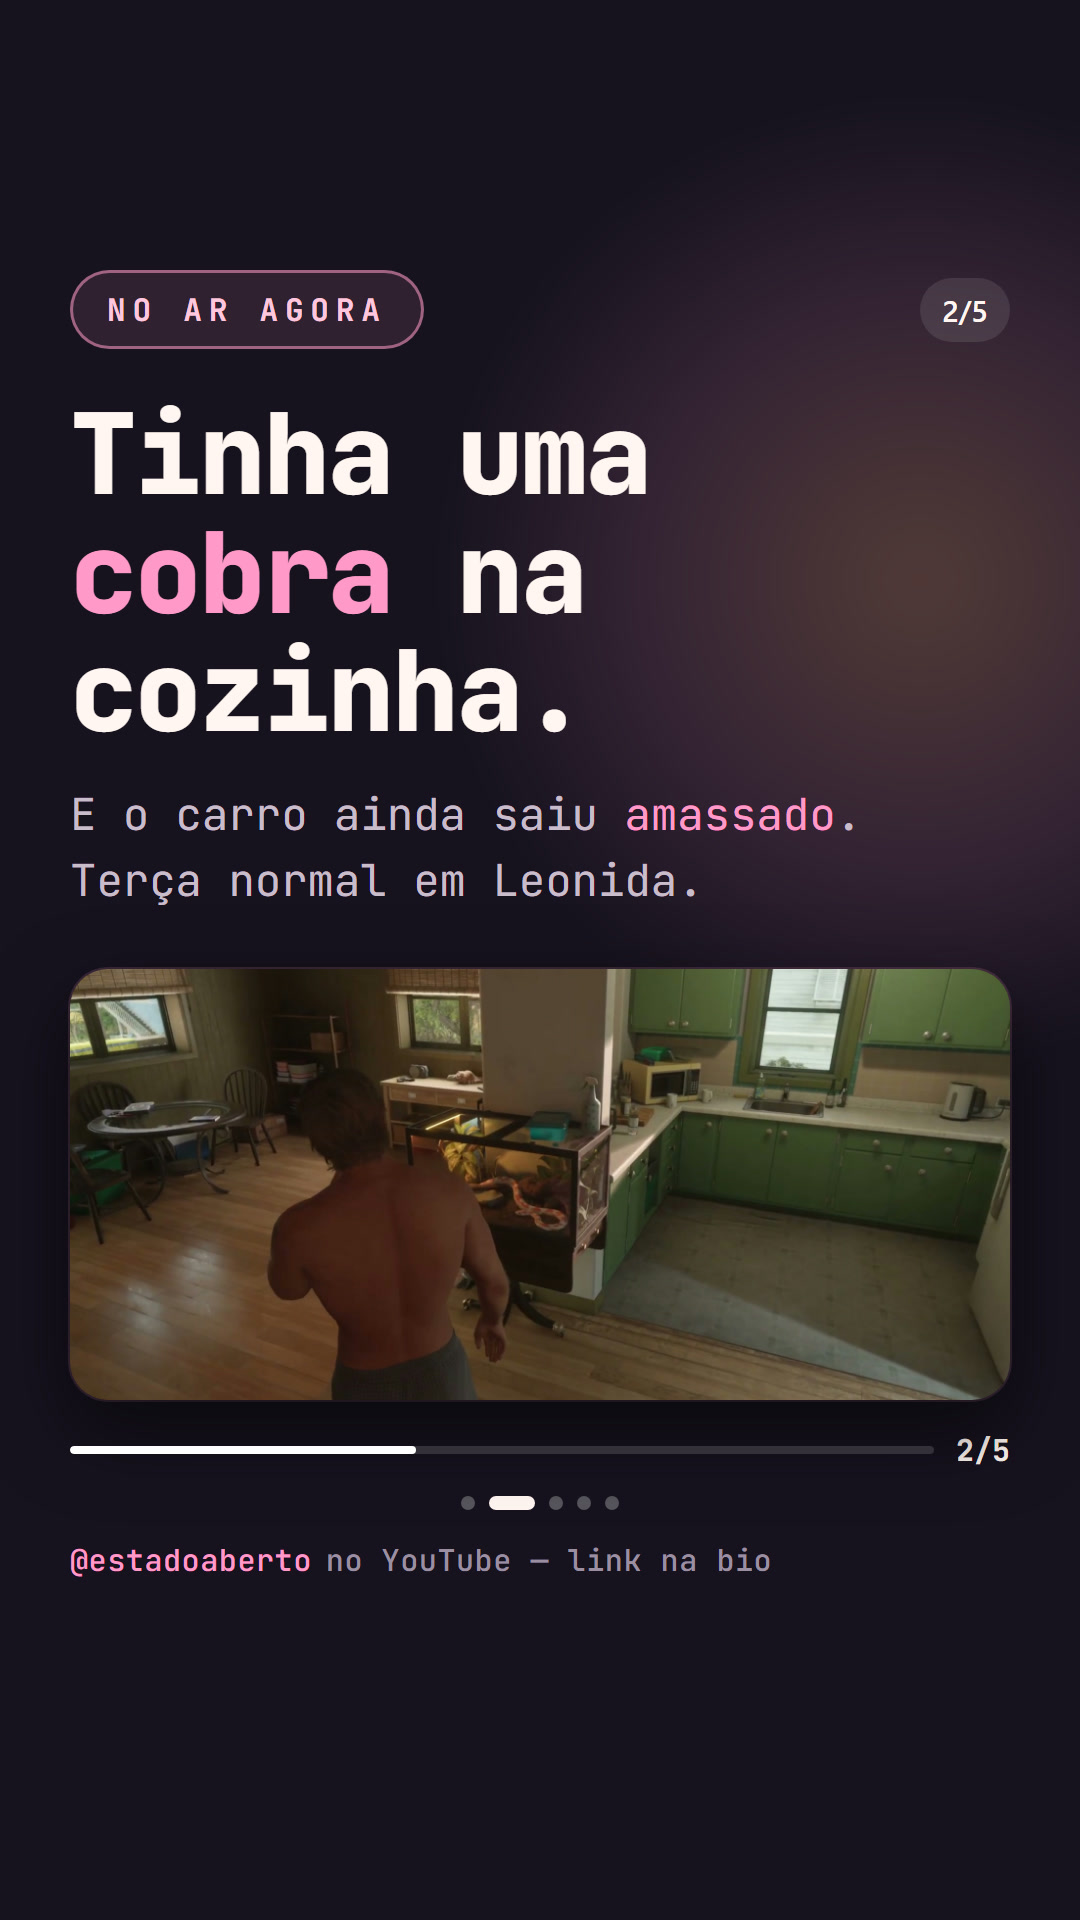 NO AR AGORA
2/5
Tinha uma
cobra na
cozinha.
E o carro ainda saiu amassado.
Terça normal em Leonida.
2/5
@estadoaberto no YouTube — link na bio